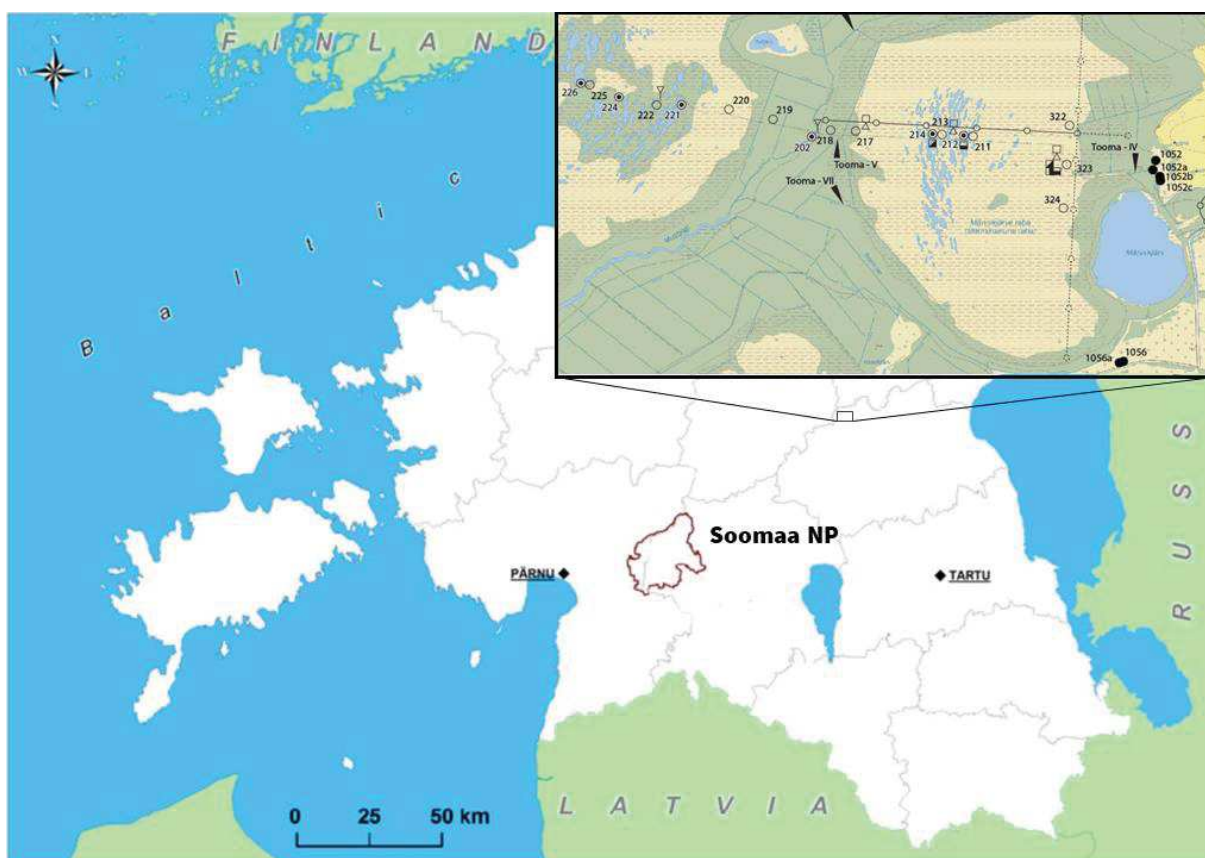 FINLAND
N
W E
S
Baltic
226
225
224
222
221
220
219
202
218
217
213
214
212
211
322
323
324
Tooma - V
Tooma - VII
Tooma - IV
1052
1052a
1052b
1052c
1056a 1056
Männikjärve raba
Soomaa NP
PÄRNU
TARTU
RUSS
LATVIA
0 25 50 km